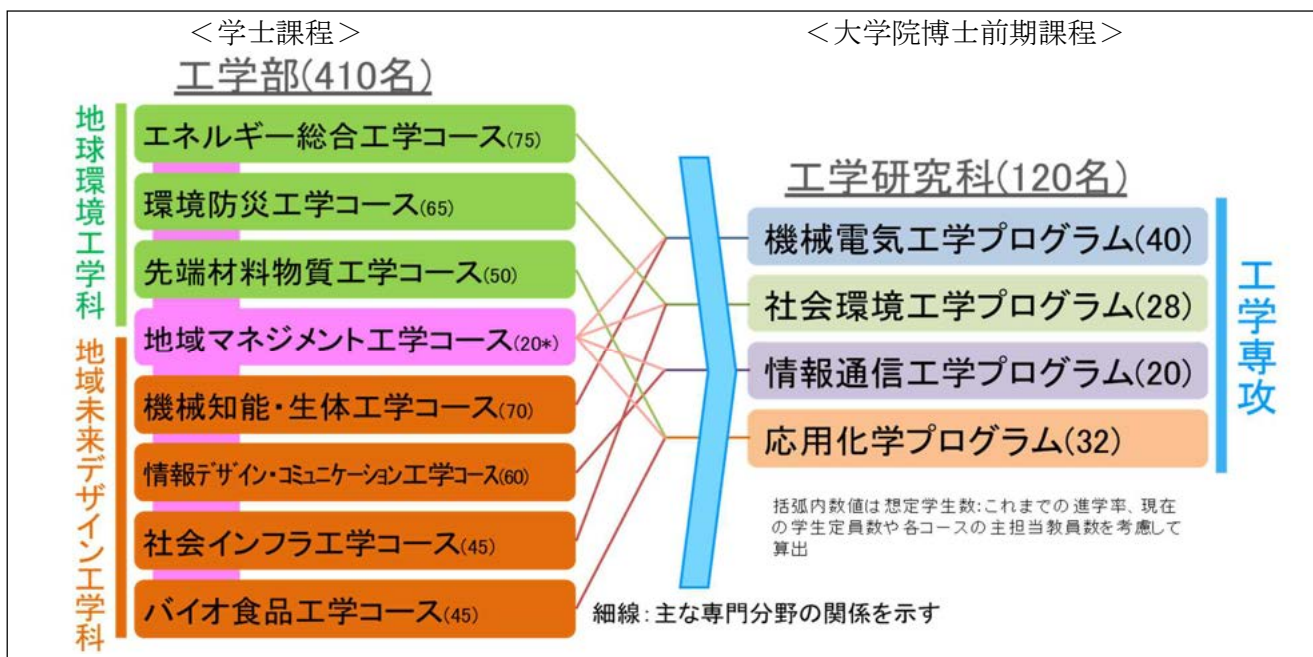 ＜学士課程＞
工学部(410名)
地球環境工学科
エネルギー総合工学コース(75)
環境防災工学コース(65)
先端材料物質工学コース(50)
地域マネジメント工学コース(20*)
地域未来デザイン工学科
機械知能・生体工学コース(70)
情報デザイン・コミュニケーション工学コース(60)
社会インフラ工学コース(45)
バイオ食品工学コース(45)
＜大学院博士前期課程＞
工学研究科(120名)
機械電気工学プログラム(40)
社会環境工学プログラム(28)
情報通信工学プログラム(20)
応用化学プログラム(32)
工学専攻
括弧内数値は想定学生数:これまでの進学率、現在
の学生定員数や各コースの主担当教員数を考慮して
算出
細線：主な専門分野の関係を示す